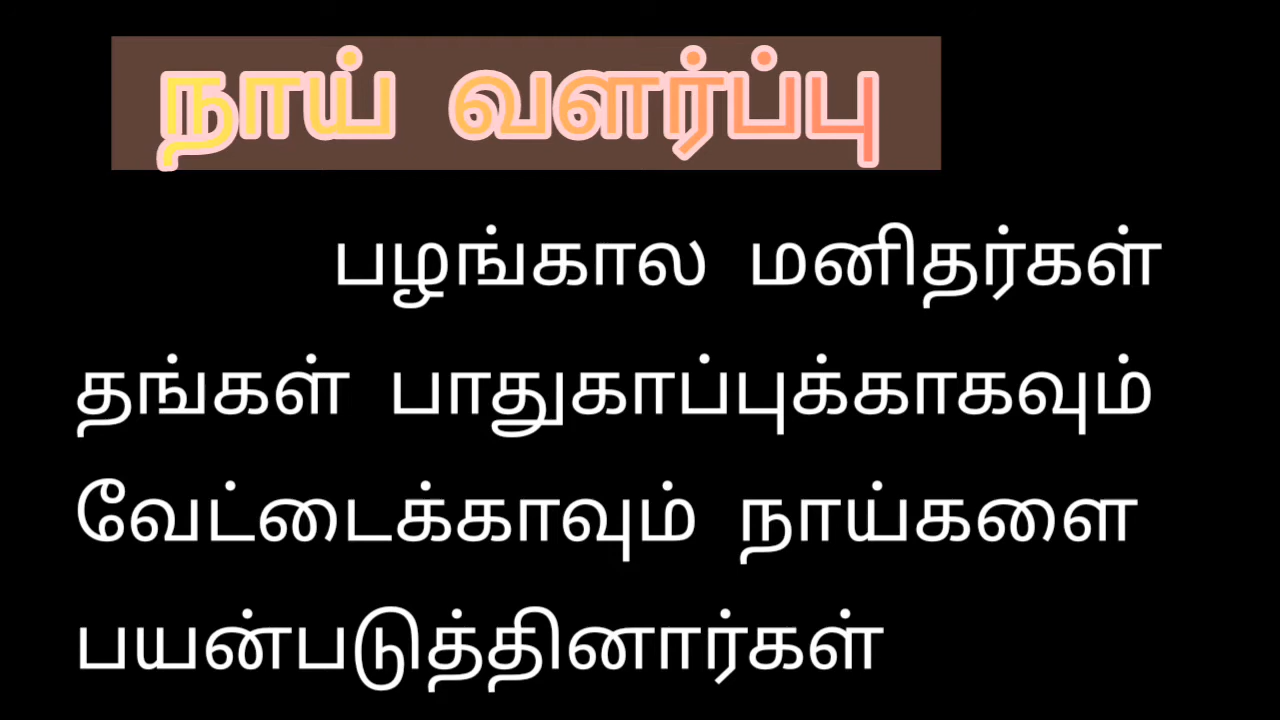 நாய் வளர்ப்பு
பழங்கால மனிதர்கள்
தங்கள் பாதுகாப்புக்காகவும்
வேட்டைக்காவும் நாய்களை
பயன்படுத்தினார்கள்